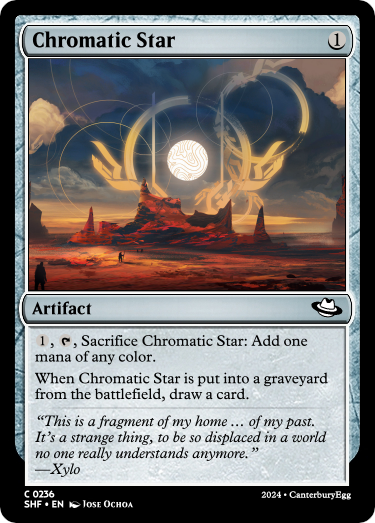 Chromatic Star 1
Artifact
1, , Sacrifice Chromatic Star: Add one
mana of any color.
When Chromatic Star is put into a graveyard
from the battlefield, draw a card.
“This is a fragment of my home … of my past.
It’s a strange thing, to be so displaced in a world
no one really understands anymore.”
—Xylo
C 0236
SHF • EN Jose Ochoa
2024 • CanterburyEgg